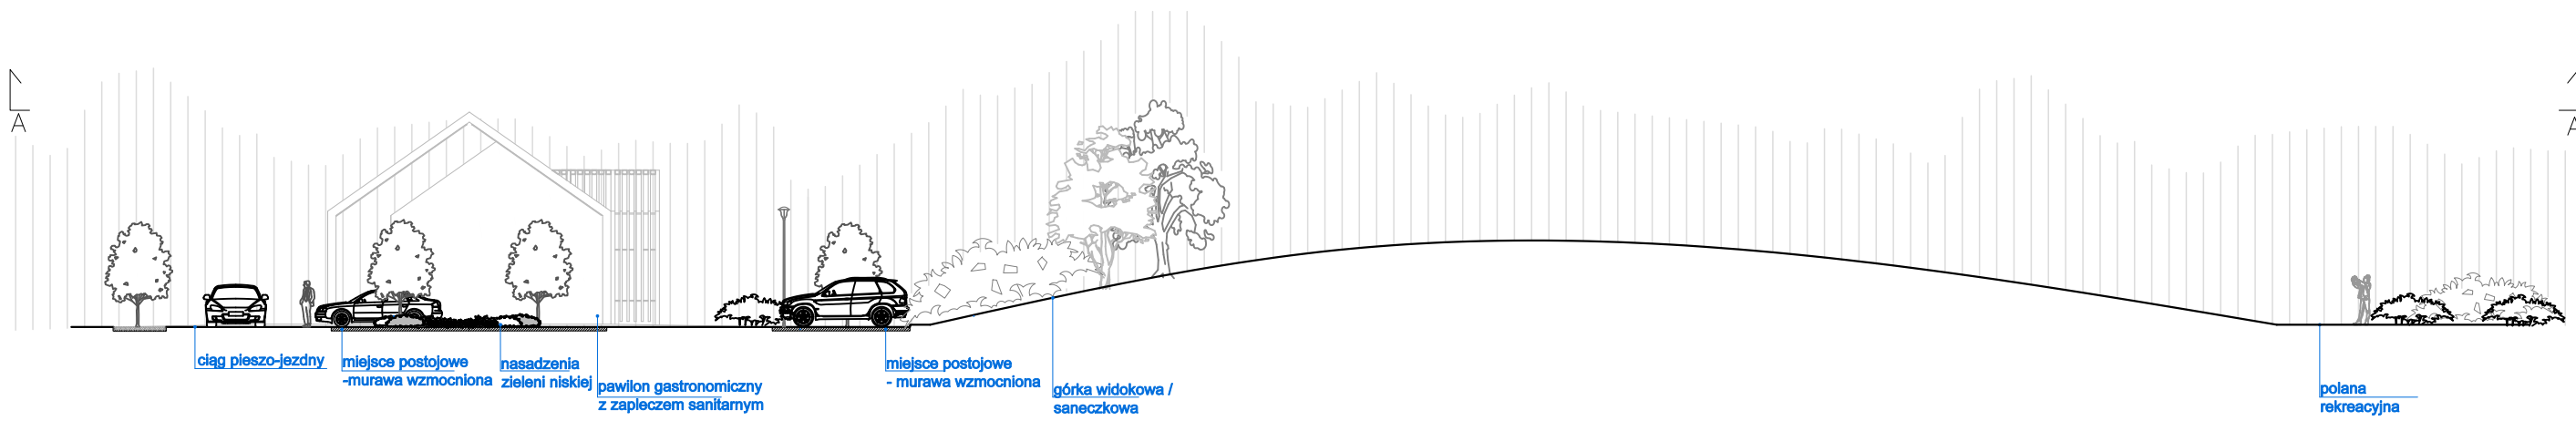 A
A
ciąg pieszo-jezdny
miejsce postojowe
-murawa wzmocniona
nasadzenia
zieleni niskiej
pawilon gastronomiczny
z zapleczem sanitarnym
miejsce postojowe
- murawa wzmocniona
górka widokowa /
saneczkowa
polana
rekreacyjna